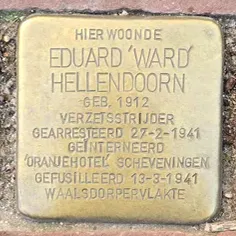 HIER WOONDE
EDUARD 'WARD'
HELLENDOORN
GEB. 1912
VERZETSSTRIJDER
GEARRESTEERD 27-2-1941
GEÏNTERNEERD
'ORANJEHOTEL' SCHEVENINGEN
GEFUSILLEERD 13-3-1941
WAALSDORPERVLAKTE